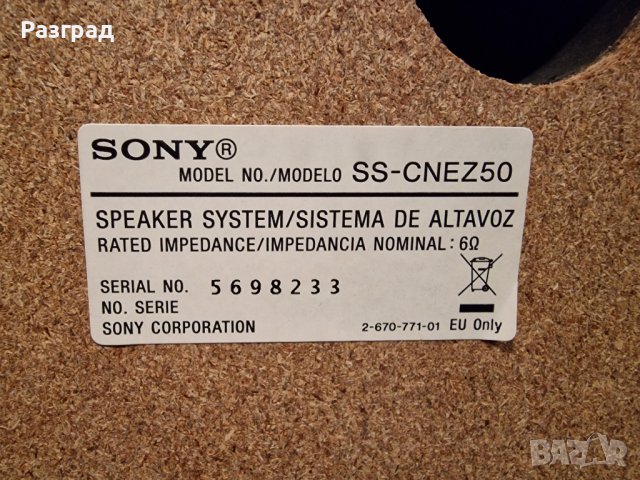 Разград
SONY®
MODEL NO./MODELO SS-CNEZ50
SPEAKER SYSTEM/SISTEMA DE ALTAVOZ
RATED IMPEDANCE/IMPEDANCIA NOMINAL: 6Ω
SERIAL NO. 5698233
NO. SERIE
SONY CORPORATION 2-670-771-01 EU Only
BAZAR